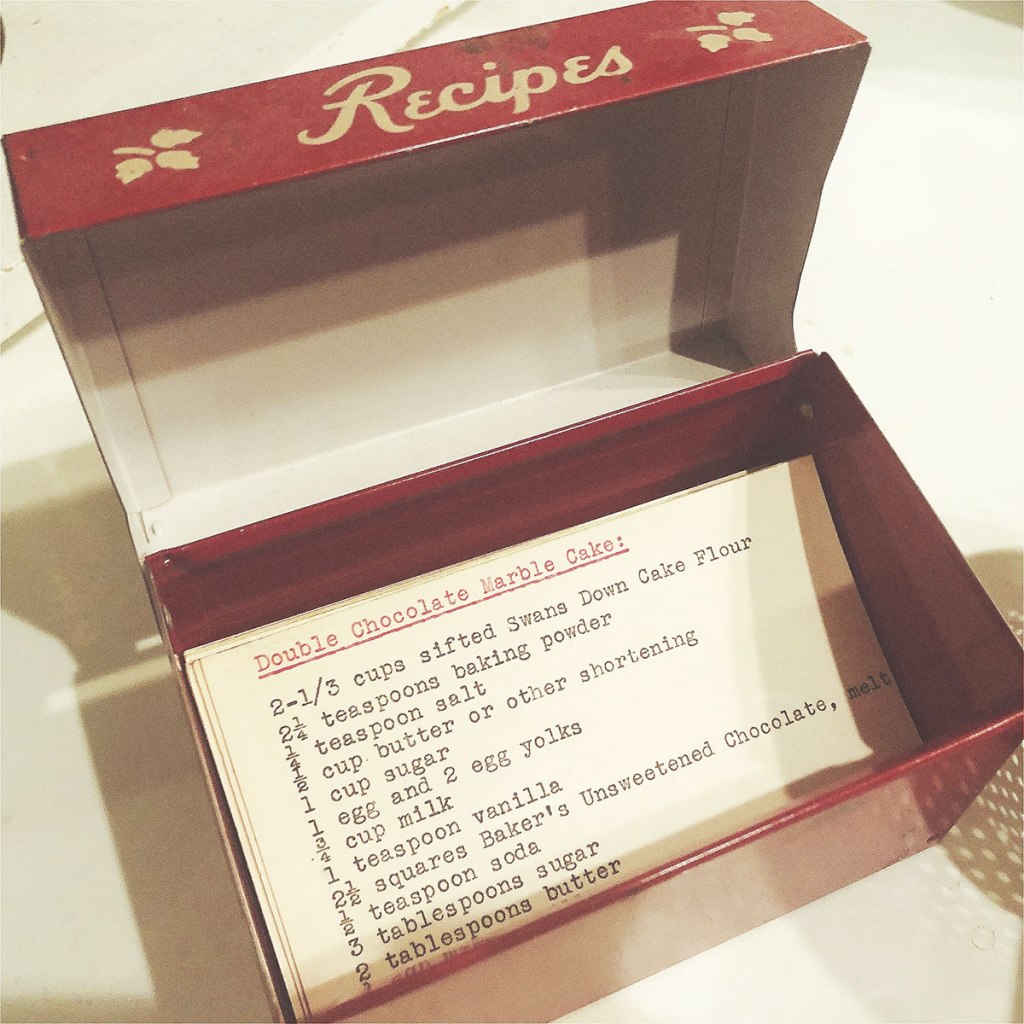 Recipes
Double Chocolate Marble Cake:
2-1/3 cups sifted Swans Down Cake Flour
2¼ teaspoons baking powder
¼ teaspoon salt
½ cup butter or other shortening
1 cup sugar
1 egg and 2 egg yolks
¾ cup milk
1 teaspoon vanilla
2½ squares Baker's Unsweetened Chocolate, melt
½ teaspoon soda
3 tablespoons sugar
2 tablespoons butter